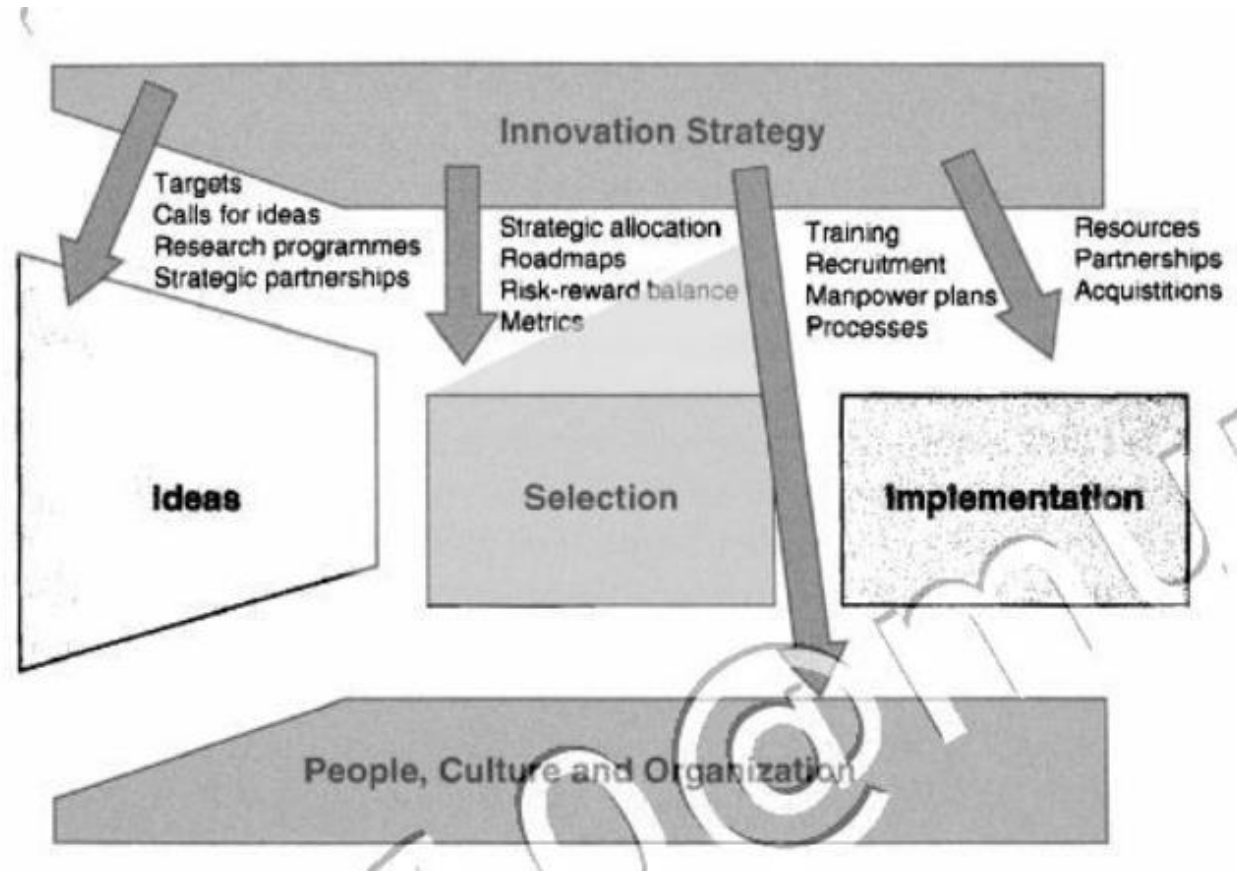 Innovation Strategy
Targets
Calls for ideas
Research programmes
Strategic partnerships
Strategic allocation
Roadmaps
Risk-reward balance
Metrics
Training
Recruitment
Manpower plans
Processes
Resources
Partnerships
Acquistitions
Ideas
Selection
Implementation
People, Culture and Organization